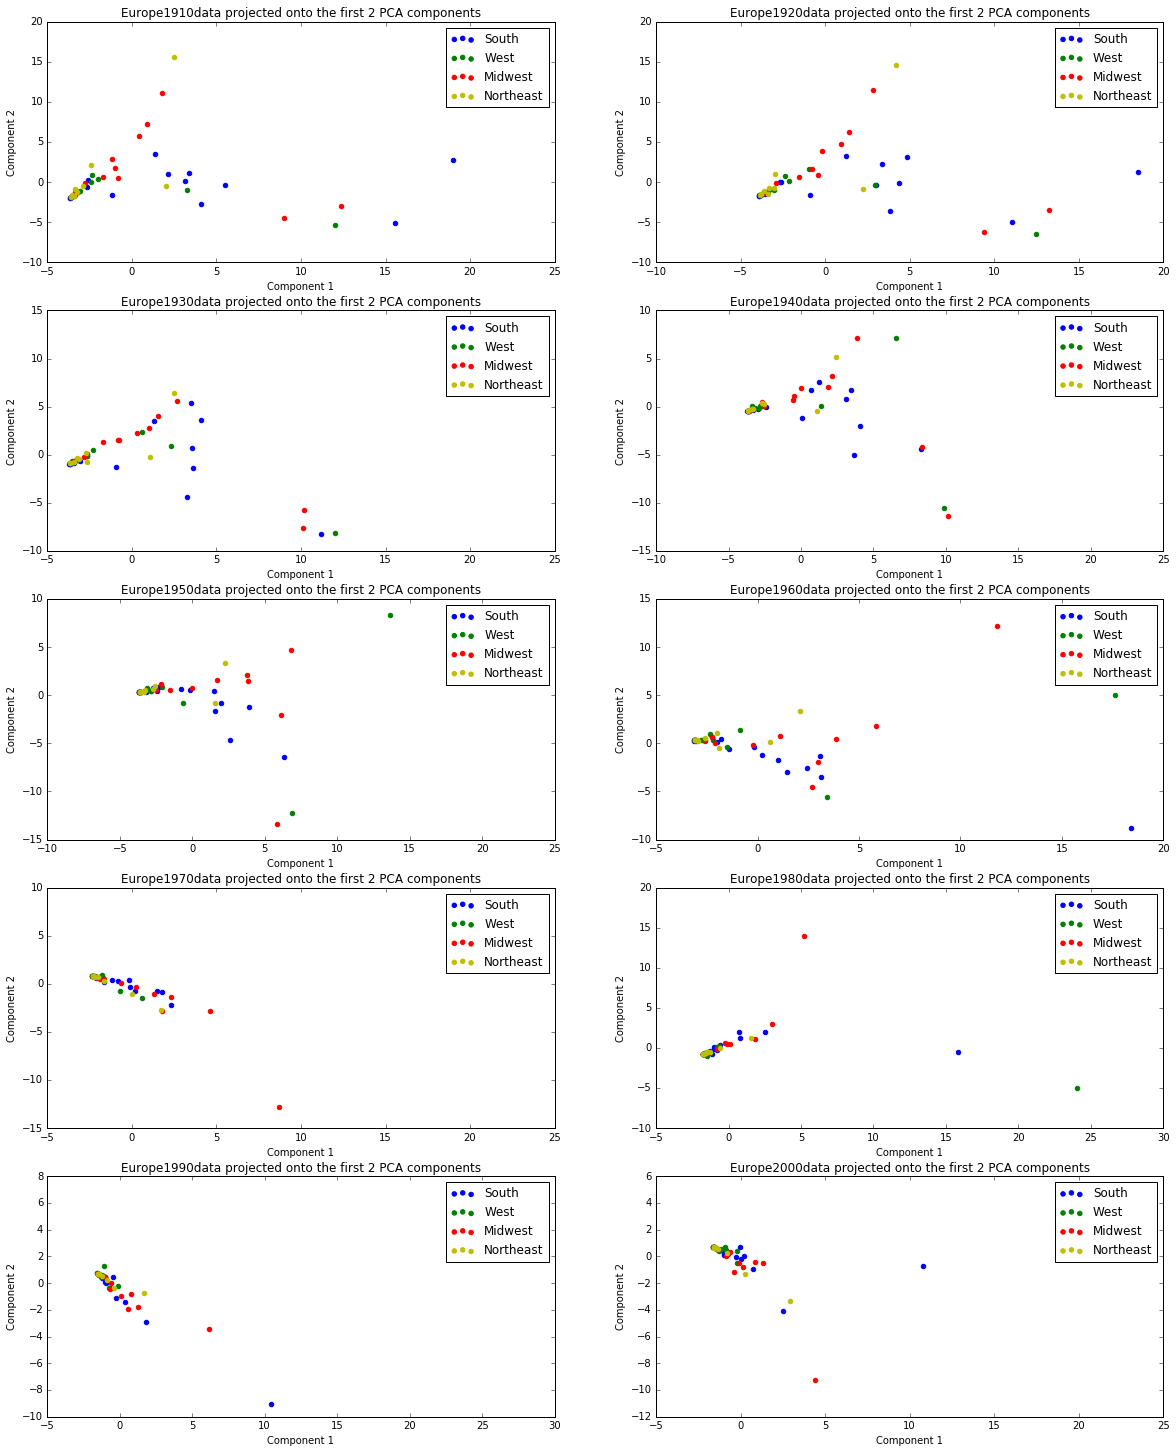 Europe1910data projected onto the first 2 PCA components
20
15
10
5
0
−5
−10
Component 2
South
West
Midwest
Northeast
−5 0 5 10 15 20 25
Component 1
Europe1920data projected onto the first 2 PCA components
20
15
10
5
0
−5
−10
Component 2
South
West
Midwest
Northeast
−10 −5 0 5 10 15 20
Component 1
Europe1930data projected onto the first 2 PCA components
15
10
5
0
−5
−10
Component 2
South
West
Midwest
Northeast
−5 0 5 10 15 20 25
Component 1
Europe1940data projected onto the first 2 PCA components
10
5
0
−5
−10
−15
Component 2
South
West
Midwest
Northeast
−10 −5 0 5 10 15 20 25
Component 1
Europe1950data projected onto the first 2 PCA components
10
5
0
−5
−10
−15
Component 2
South
West
Midwest
Northeast
−10 −5 0 5 10 15 20 25
Component 1
Europe1960data projected onto the first 2 PCA components
15
10
5
0
−5
−10
Component 2
South
West
Midwest
Northeast
−5 0 5 10 15 20
Component 1
Europe1970data projected onto the first 2 PCA components
10
5
0
−5
−10
−15
Component 2
South
West
Midwest
Northeast
−5 0 5 10 15 20 25
Component 1
Europe1980data projected onto the first 2 PCA components
20
15
10
5
0
−5
−10
Component 2
South
West
Midwest
Northeast
−5 0 5 10 15 20 25 30
Component 1
Europe1990data projected onto the first 2 PCA components
8
6
4
2
0
−2
−4
−6
−8
−10
Component 2
South
West
Midwest
Northeast
−5 0 5 10 15 20 25 30
Component 1
Europe2000data projected onto the first 2 PCA components
6
4
2
0
−2
−4
−6
−8
−10
−12
Component 2
South
West
Midwest
Northeast
−5 0 5 10 15 20 25
Component 1